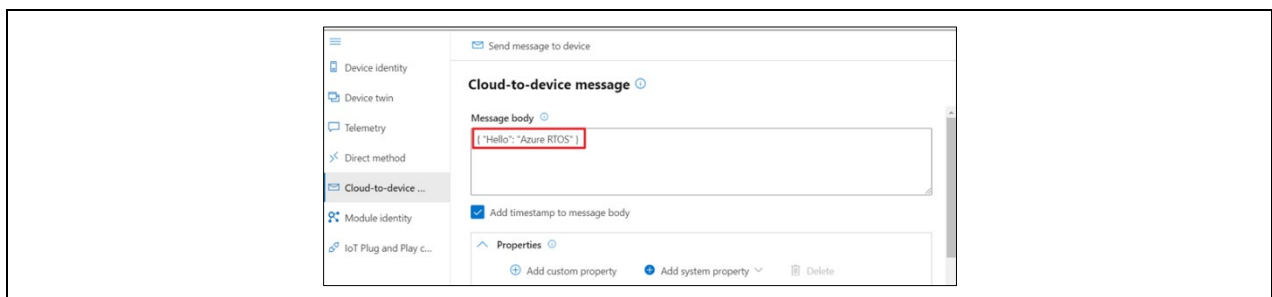 Send message to device
Device identity
Cloud-to-device message
Device twin
Message body
Telemetry
{ "Hello": "Azure RTOS" }
Direct method
Cloud-to-device ...
Module identity
Add timestamp to message body
IoT Plug and Play c...
Properties
Add custom property Add system property Delete